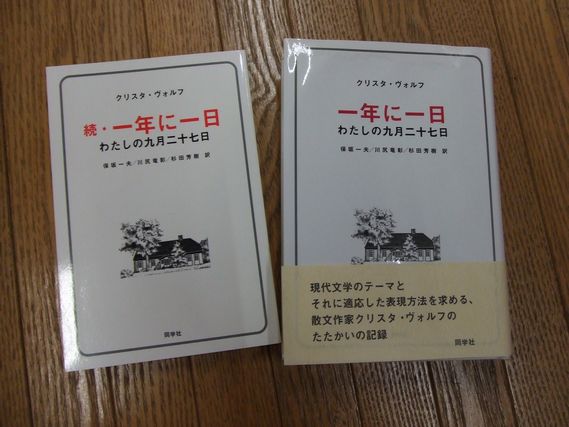 クリスタ・ヴォルフ
続・一年に一日
わたしの九月二十七日
保坂一夫／川尻竜彰／杉田芳樹 訳
同学社
クリスタ・ヴォルフ
一年に一日
わたしの九月二十七日
保坂一夫／川尻竜彰／杉田芳樹 訳
現代文学のテーマと
それに適応した表現方法を求める、
散文作家クリスタ・ヴォルフの
たたかいの記録
同学社